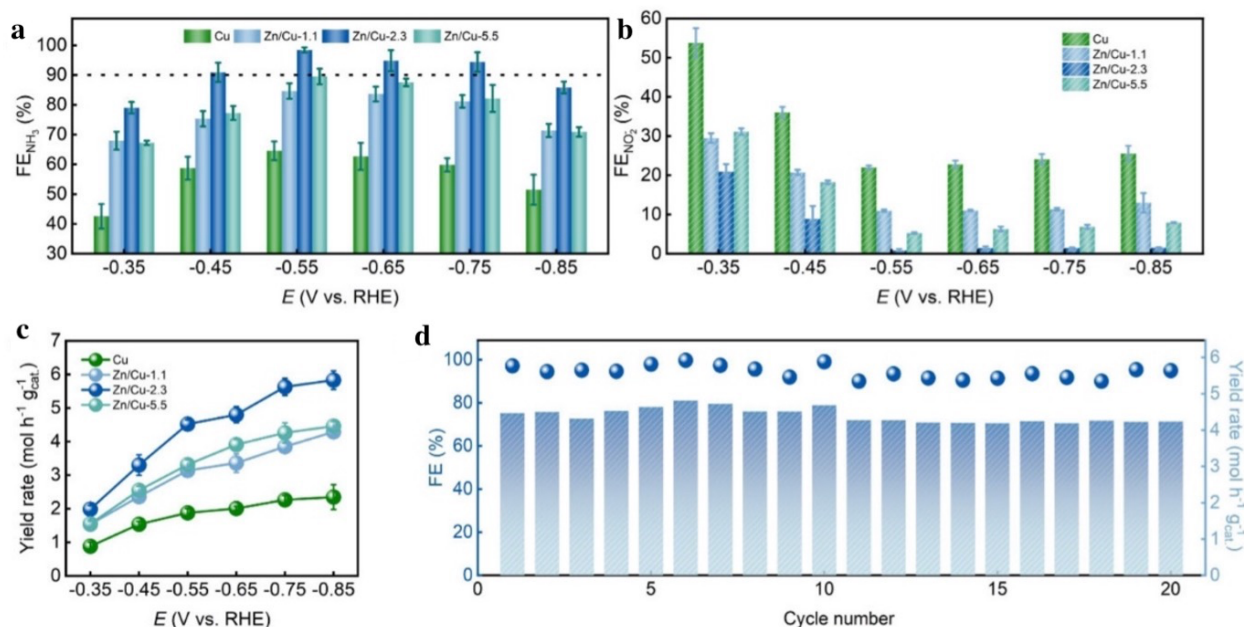 a
Cu Zn/Cu-1.1 Zn/Cu-2.3 Zn/Cu-5.5
100
90
80
70
60
50
40
30
FE_NH₃ (%)
-0.35 -0.45 -0.55 -0.65 -0.75 -0.85
E (V vs. RHE)
b
60
50
40
30
20
10
0
FE_NO₂⁻ (%)
Cu
Zn/Cu-1.1
Zn/Cu-2.3
Zn/Cu-5.5
-0.35 -0.45 -0.55 -0.65 -0.75 -0.85
E (V vs. RHE)
c
7
6
5
4
3
2
1
0
Yield rate (mol h⁻¹ g⁻¹cat.)
Cu
Zn/Cu-1.1
Zn/Cu-2.3
Zn/Cu-5.5
-0.35 -0.45 -0.55 -0.65 -0.75 -0.85
E (V vs. RHE)
d
100
80
60
40
20
0
FE (%)
6
5
4
3
2
1
0
Yield rate (mol h⁻¹ g⁻¹cat.)
0 5 10 15 20
Cycle number